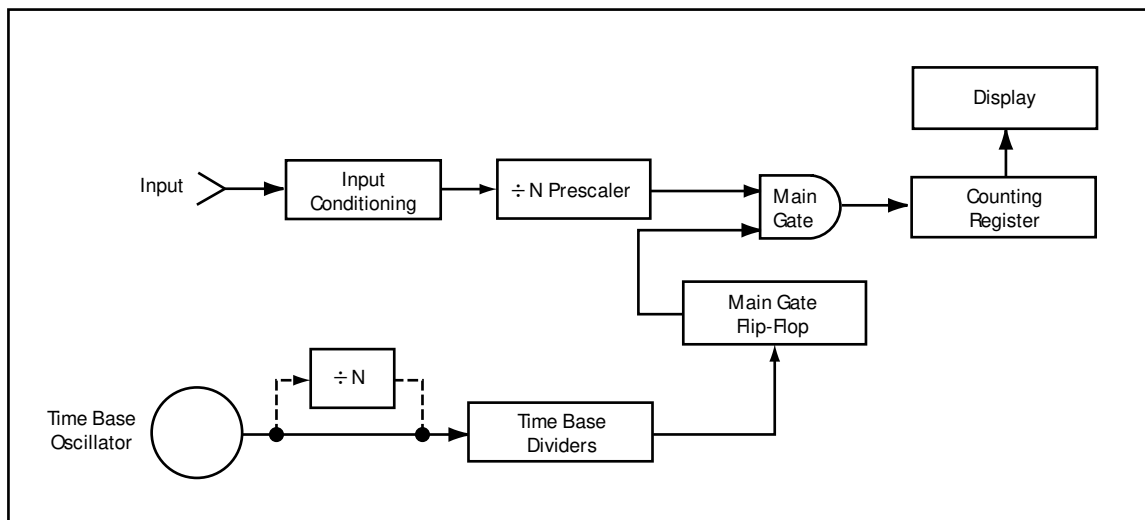 Display
Input
Input
Conditioning
÷ N Prescaler
Main
Gate
Counting
Register
Main Gate
Flip-Flop
÷ N
Time Base
Oscillator
Time Base
Dividers